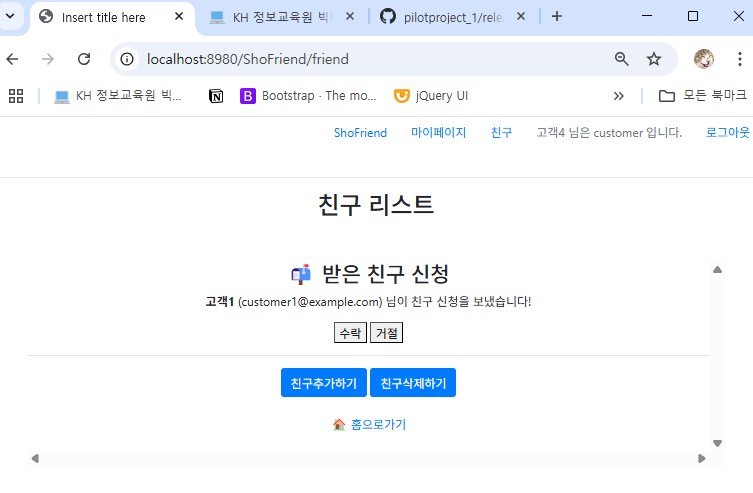 Insert title here
KH 정보교육원 빅
pilotproject_1/rele
localhost:8980/ShoFriend/friend
KH 정보교육원 빅...
Bootstrap · The mo...
jQuery UI
모든 북마크
ShoFriend 마이페이지 친구 고객4 님은 customer 입니다. 로그아웃
친구 리스트
받은 친구 신청
고객1 (customer1@example.com) 님이 친구 신청을 보냈습니다!
수락 거절
친구추가하기 친구삭제하기
홈으로가기